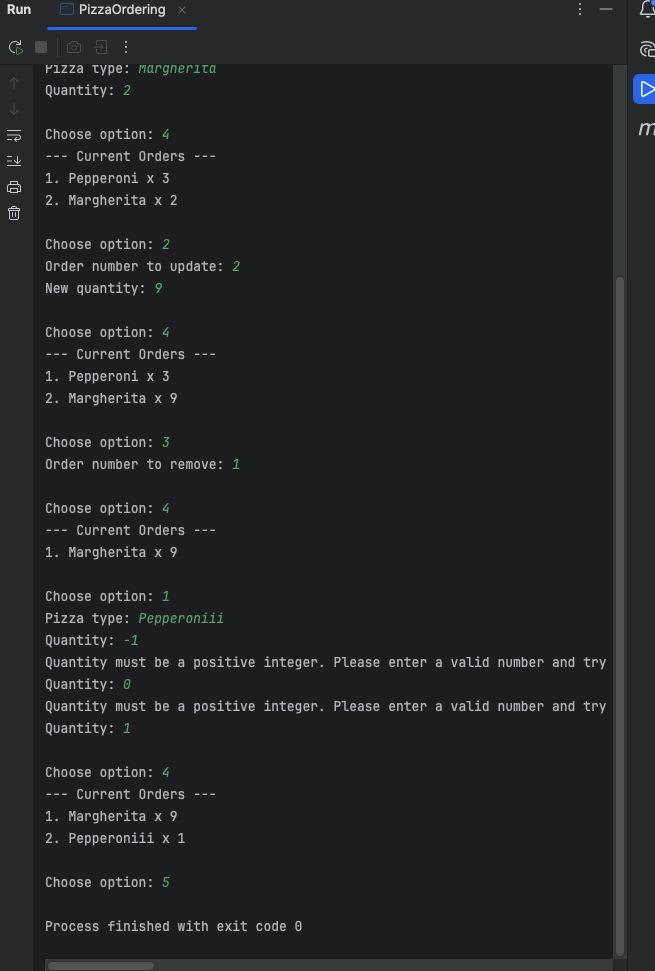 Run PizzaOrdering
Pizza type: Margherita
Quantity: 2
Choose option: 4
--- Current Orders ---
1. Pepperoni x 3
2. Margherita x 2
Choose option: 2
Order number to update: 2
New quantity: 9
Choose option: 4
--- Current Orders ---
1. Pepperoni x 3
2. Margherita x 9
Choose option: 3
Order number to remove: 1
Choose option: 4
--- Current Orders ---
1. Margherita x 9
Choose option: 1
Pizza type: Pepperoniii
Quantity: -1
Quantity must be a positive integer. Please enter a valid number and try
Quantity: 0
Quantity must be a positive integer. Please enter a valid number and try
Quantity: 1
Choose option: 4
--- Current Orders ---
1. Margherita x 9
2. Pepperoniii x 1
Choose option: 5
Process finished with exit code 0